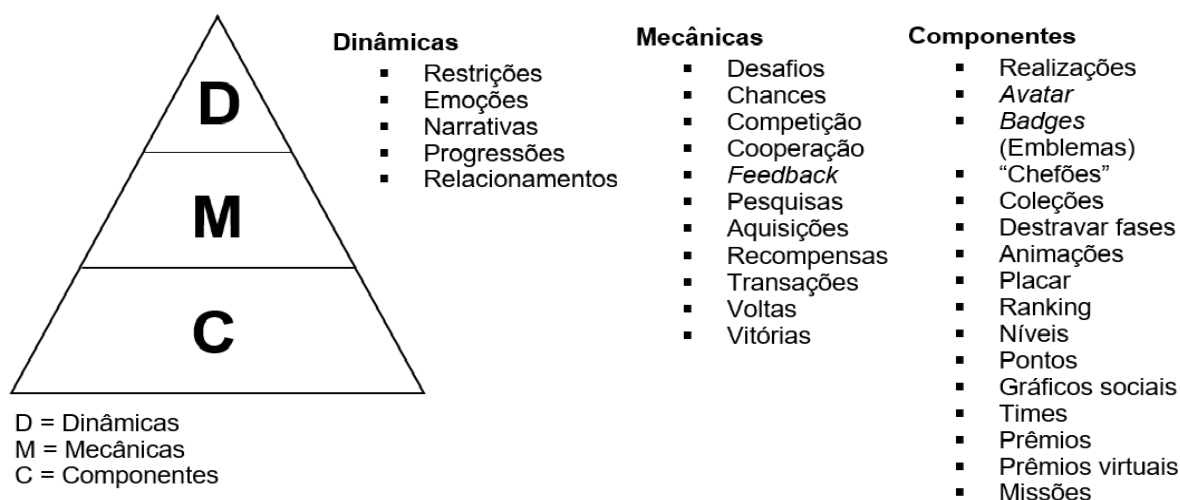 D
M
C
D = Dinâmicas
M = Mecânicas
C = Componentes
Dinâmicas
▪ Restrições
▪ Emoções
▪ Narrativas
▪ Progressões
▪ Relacionamentos
Mecânicas
▪ Desafios
▪ Chances
▪ Competição
▪ Cooperação
▪ Feedback
▪ Pesquisas
▪ Aquisições
▪ Recompensas
▪ Transações
▪ Voltas
▪ Vitórias
Componentes
▪ Realizações
▪ Avatar
▪ Badges
(Emblemas)
▪ “Chefões”
▪ Coleções
▪ Destravar fases
▪ Animações
▪ Placar
▪ Ranking
▪ Níveis
▪ Pontos
▪ Gráficos sociais
▪ Times
▪ Prêmios
▪ Prêmios virtuais
▪ Missões